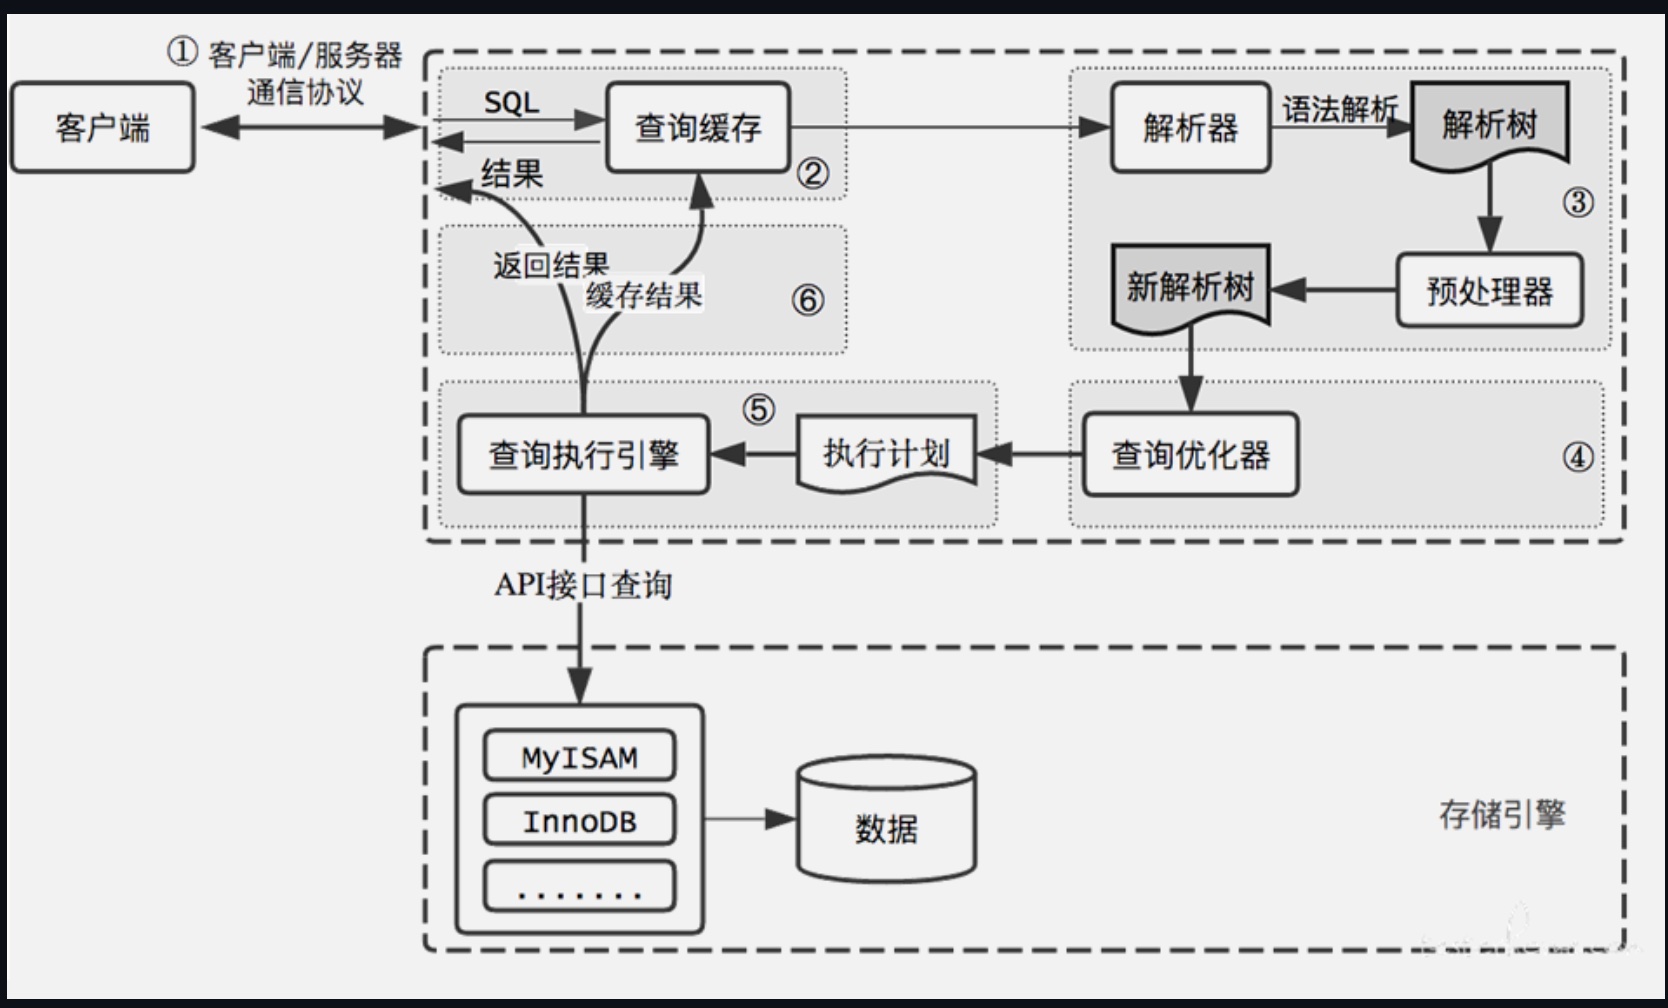 ① 客户端/服务器
通信协议
客户端
SQL
查询缓存
结果
②
解析器
语法解析
解析树
③
预处理器
新解析树
返回结果
缓存结果
⑥
查询执行引擎
⑤
执行计划
查询优化器
④
API接口查询
MyISAM
InnoDB
.......
数据
存储引擎